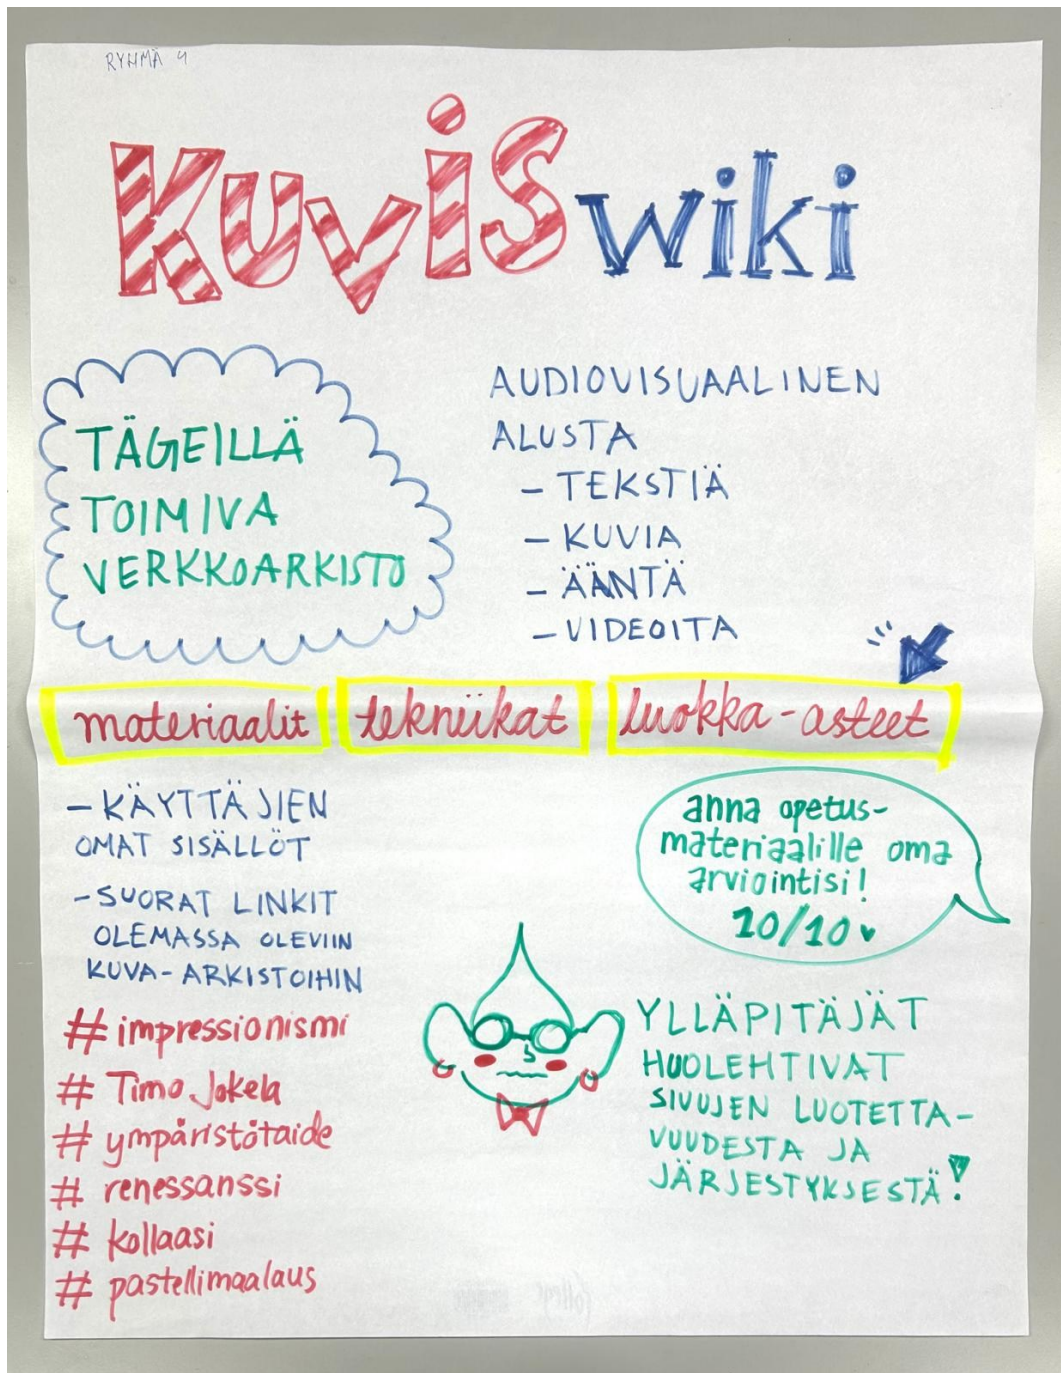 RYHMÄ 4
KUViS wiki
TÄGEILLÄ
TOIMIVA
VERKKOARKISTO
AUDIOVISUAALINEN
ALUSTA
- TEKSTIÄ
- KUVIA
- ÄÄNTÄ
- VIDEOITA
materiaalit tekniikat luokka-asteet
- KÄYTTÄJIEN
OMAT SISÄLLÖT
- SUORAT LINKIT
OLEMASSA OLEVIIN
KUVA-ARKISTOIHIN
# impressionismi
# Timo Jokela
# ympäristötaide
# renessanssi
# kollaasi
# pastellimaalaus
anna opetus-
materiaalille oma
arviointisi!
10/10 ♥
YLLÄPITÄJÄT
HUOLEHTIVAT
SIVUJEN LUOTETTA-
VUUDESTA JA
JÄRJESTYKSESTÄ!